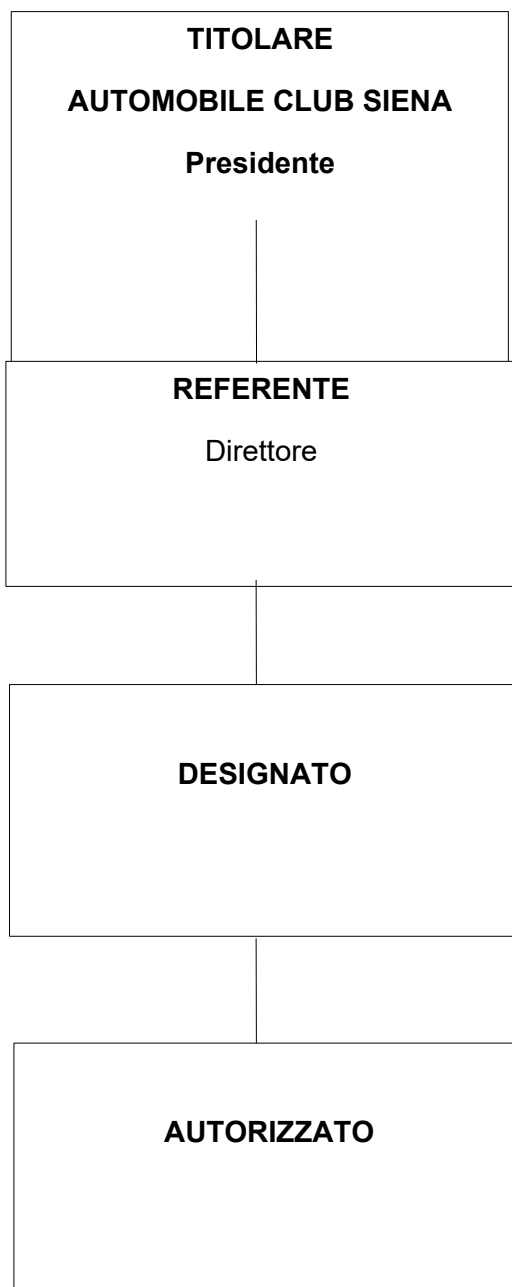 TITOLARE
AUTOMOBILE CLUB SIENA
Presidente
REFERENTE
Direttore
DESIGNATO
AUTORIZZATO